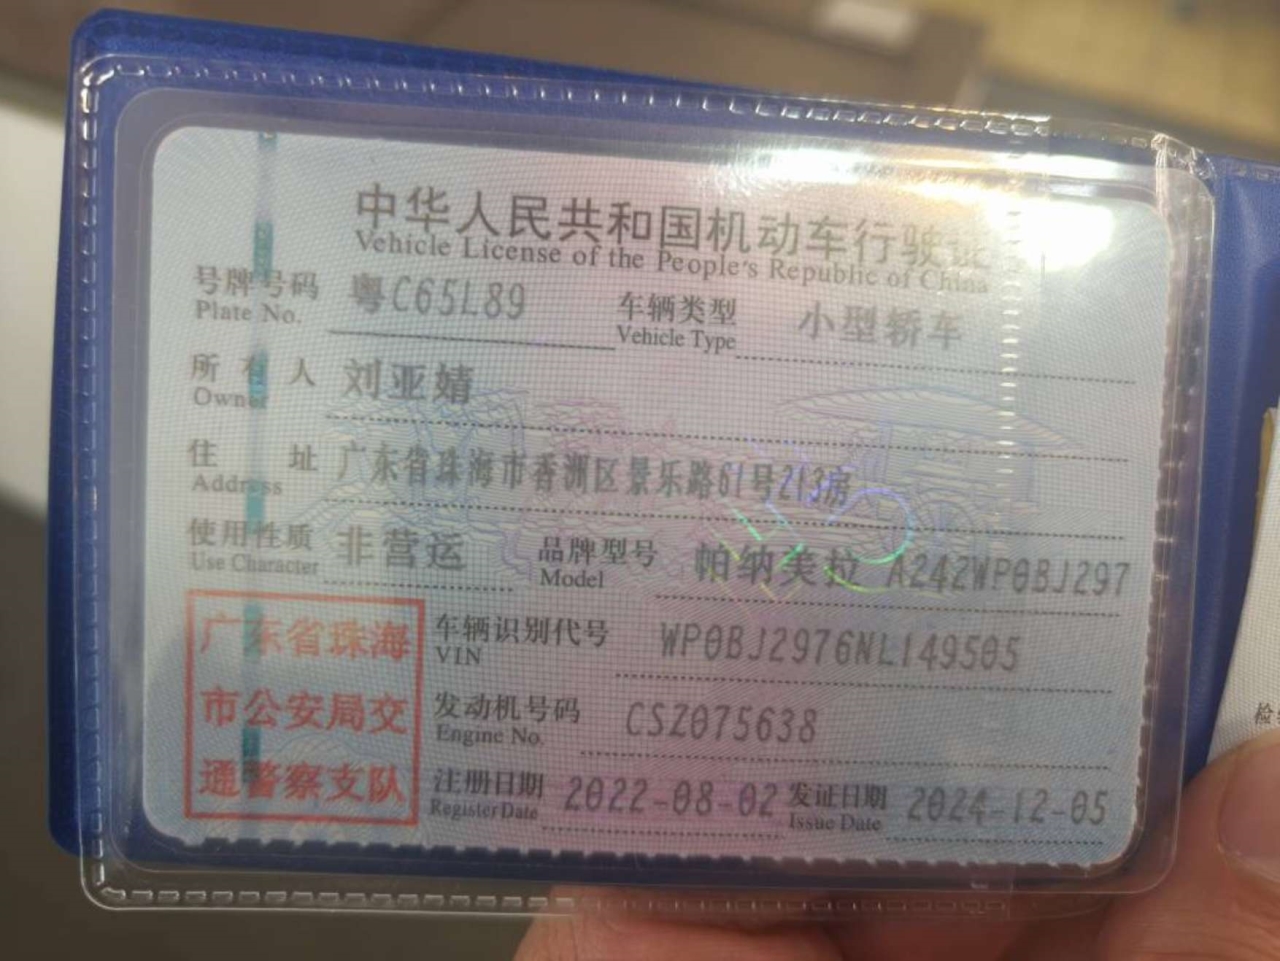 中华人民共和国机动车行驶证
Vehicle License of the People's Republic of China
号牌号码 粤C65L89 车辆类型 小型轿车
Plate No. Vehicle Type
所有人 刘亚婧
Owner
住址 广东省珠海市香洲区景乐路61号213房
Address
使用性质 非营运 品牌型号 帕纳美拉 A242WP0BJ297
Use Character Model
广东省珠海 车辆识别代号 WP0BJ2976NL149505
VIN
市公安局交 发动机号码 CSZ075638
Engine No.
通警察支队 注册日期 2022-08-02 发证日期 2024-12-05
Register Date Issue Date
检